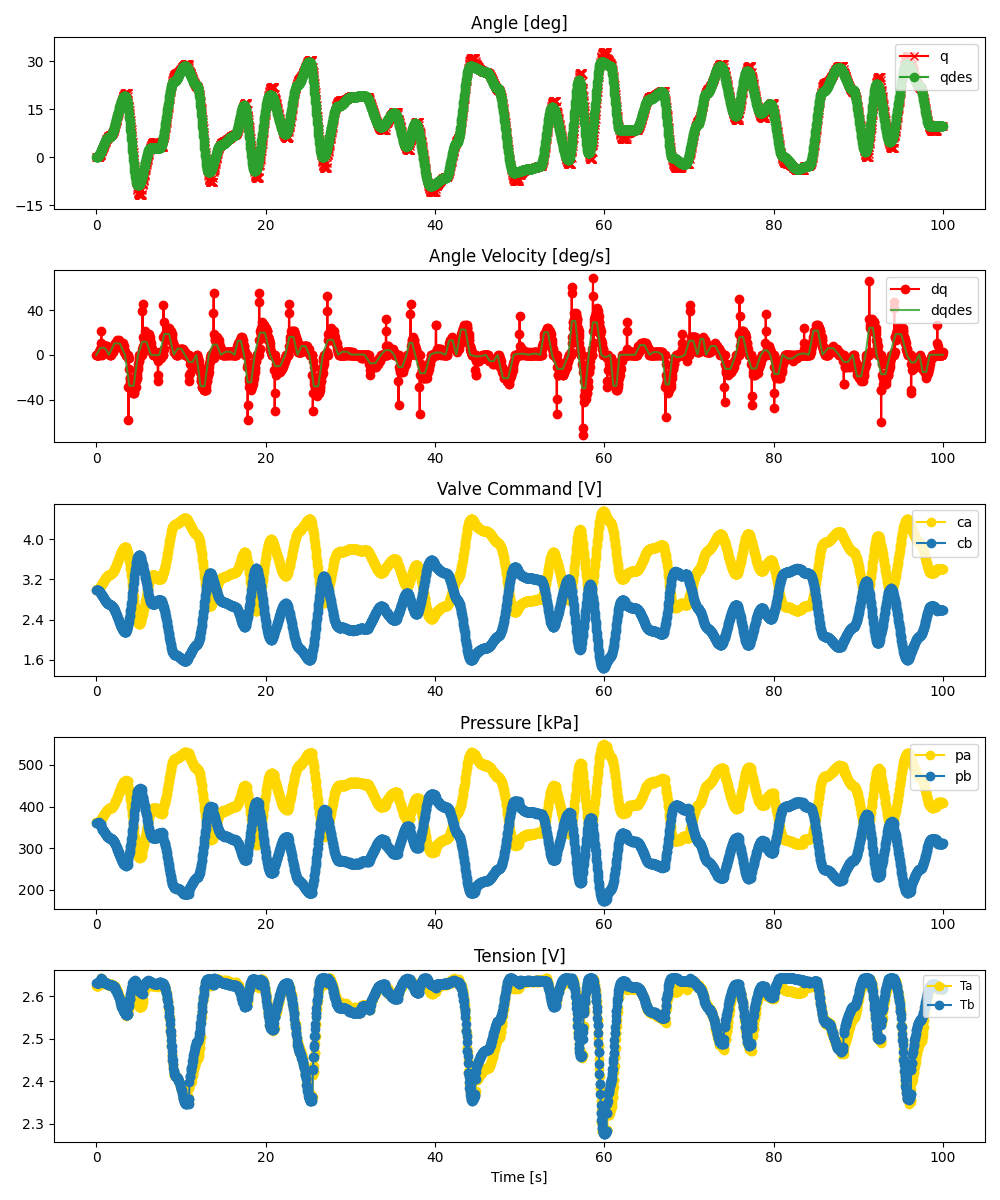 Angle [deg]
30
15
0
−15
q
qdes
0 20 40 60 80 100
Angle Velocity [deg/s]
40
0
−40
dq
dqdes
0 20 40 60 80 100
Valve Command [V]
4.0
3.2
2.4
1.6
ca
cb
0 20 40 60 80 100
Pressure [kPa]
500
400
300
200
pa
pb
0 20 40 60 80 100
Tension [V]
2.6
2.5
2.4
2.3
Ta
Tb
0 20 40 60 80 100
Time [s]